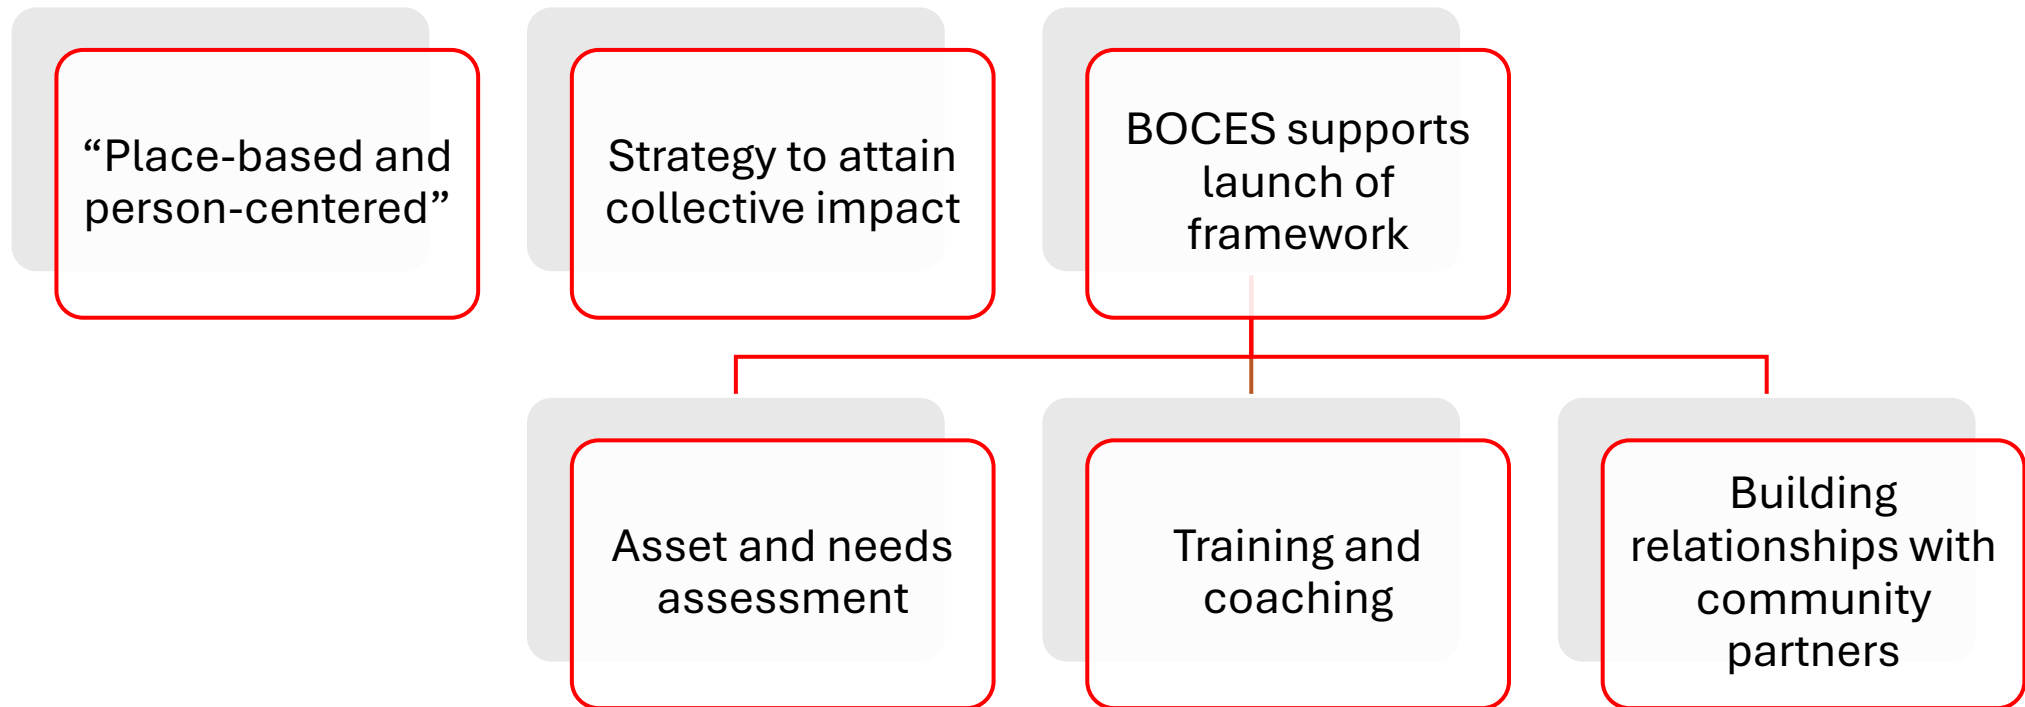 “Place-based and
person-centered”
Strategy to attain
collective impact
BOCES supports
launch of
framework
Asset and needs
assessment
Training and
coaching
Building
relationships with
community
partners